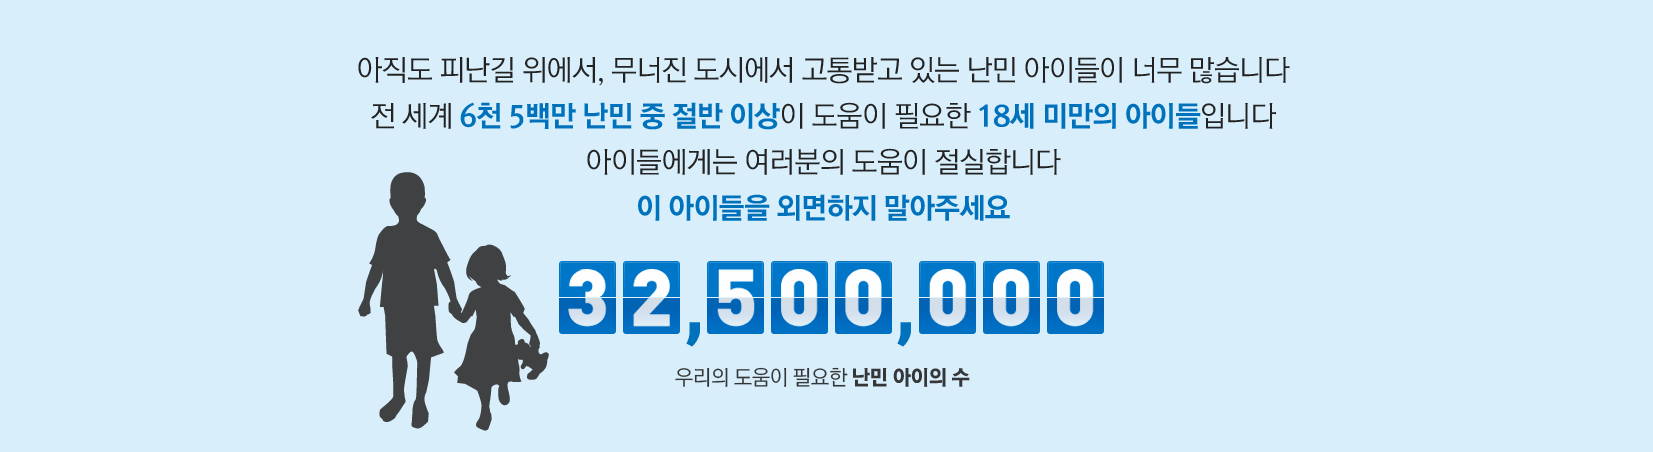 아직도 피난길 위에서, 무너진 도시에서 고통받고 있는 난민 아이들이 너무 많습니다
전 세계 6천 5백만 난민 중 절반 이상이 도움이 필요한 18세 미만의 아이들입니다
아이들에게는 여러분의 도움이 절실합니다
이 아이들을 외면하지 말아주세요
32,500,000
우리의 도움이 필요한 난민 아이의 수